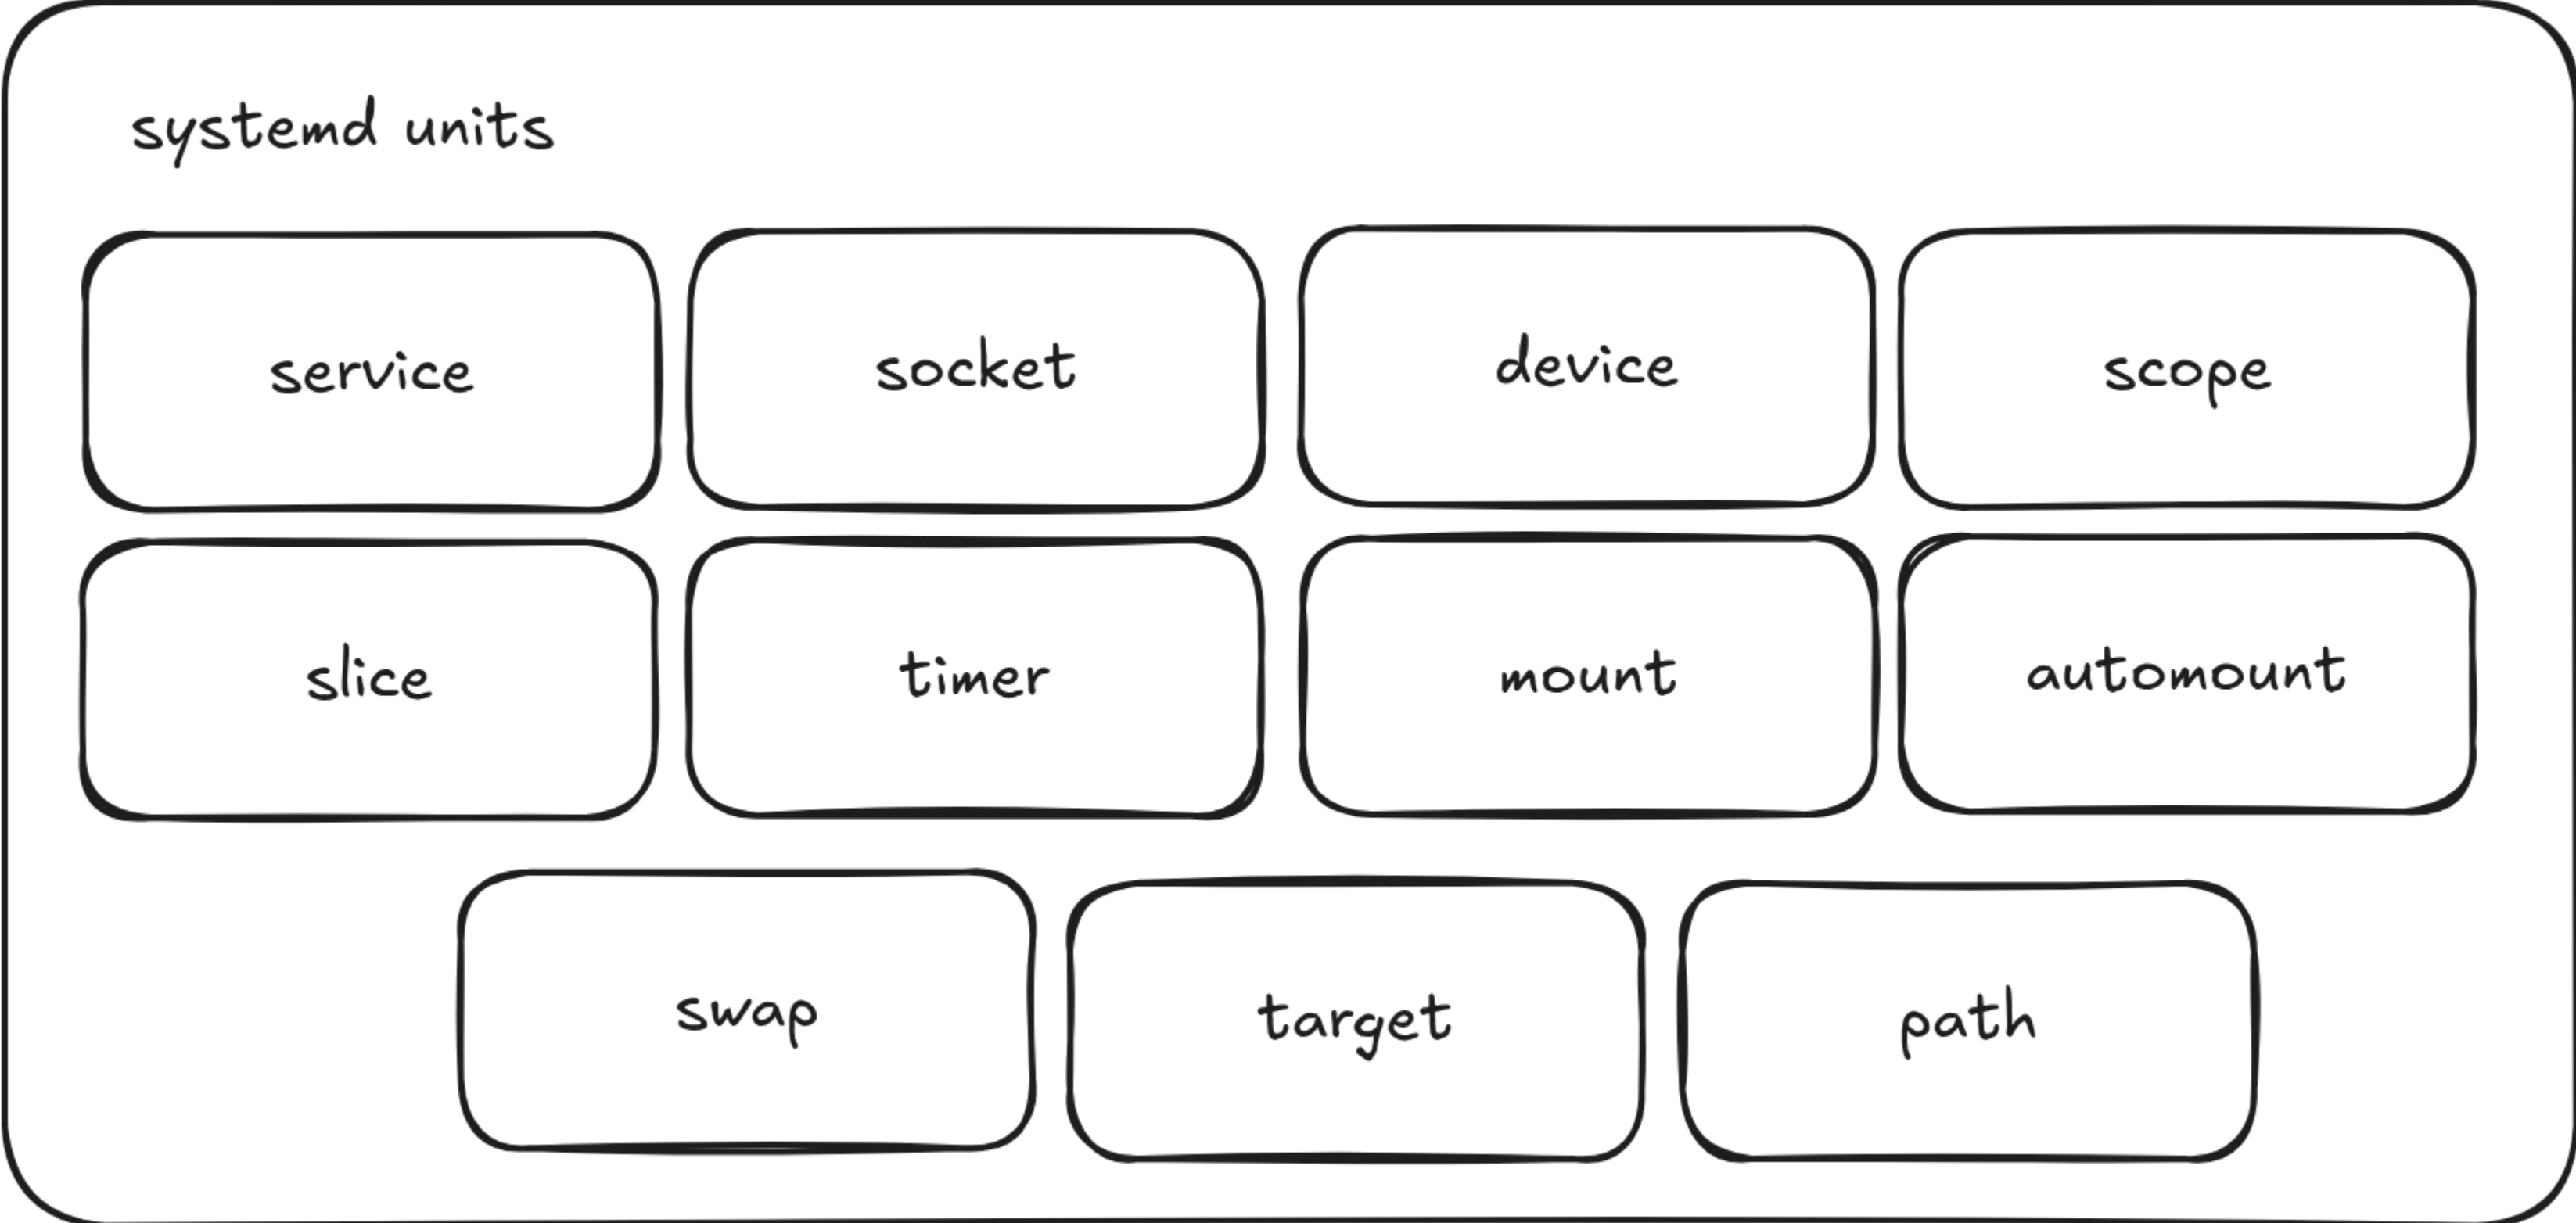 systemd units
service
socket
device
scope
slice
timer
mount
automount
swap
target
path